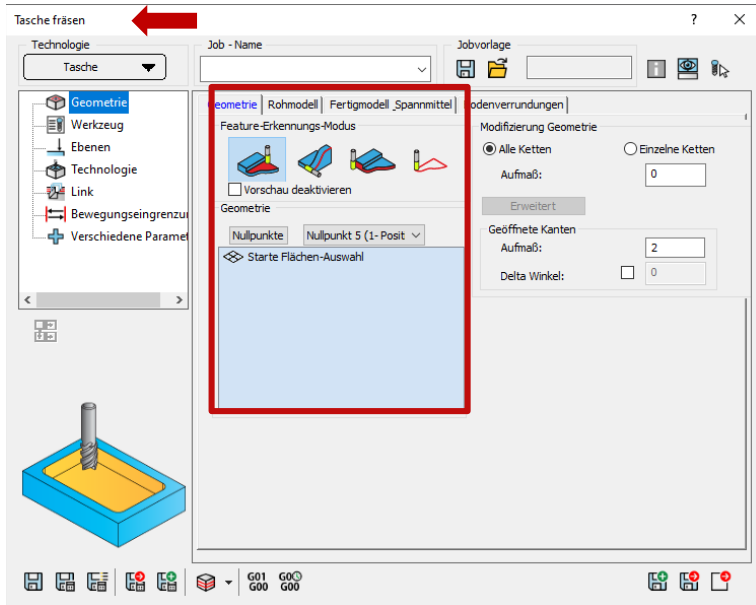 Tasche fräsen
?
Technologie
Tasche
Job - Name
Jobvorlage
Geometrie
Werkzeug
Ebenen
Technologie
Link
Bewegungseingrenzu
Verschiedene Paramet
Geometrie Rohmodell Fertigmodell_Spannmittel odenverrundungen
Feature-Erkennungs-Modus
Vorschau deaktivieren
Geometrie
Nullpunkte Nullpunkt 5 (1- Posit
Starte Flächen-Auswahl
Modifizierung Geometrie
Alle Ketten Einzelne Ketten
Aufmaß: 0
Erweitert
Geöffnete Kanten
Aufmaß: 2
Delta Winkel: 0
G01 G00
G00 G00